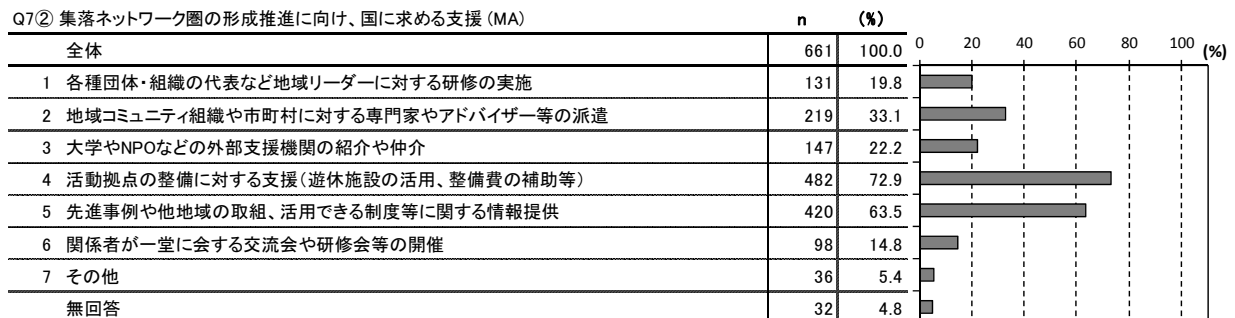 Q7② 集落ネットワーク圏の形成推進に向け、国に求める支援 (MA) n (%)
全体 661 100.0 0 20 40 60 80 100 (%)
1 各種団体・組織の代表など地域リーダーに対する研修の実施 131 19.8
2 地域コミュニティ組織や市町村に対する専門家やアドバイザー等の派遣 219 33.1
3 大学やNPOなどの外部支援機関の紹介や仲介 147 22.2
4 活動拠点の整備に対する支援(遊休施設の活用、整備費の補助等) 482 72.9
5 先進事例や他地域の取組、活用できる制度等に関する情報提供 420 63.5
6 関係者が一堂に会する交流会や研修会等の開催 98 14.8
7 その他 36 5.4
無回答 32 4.8